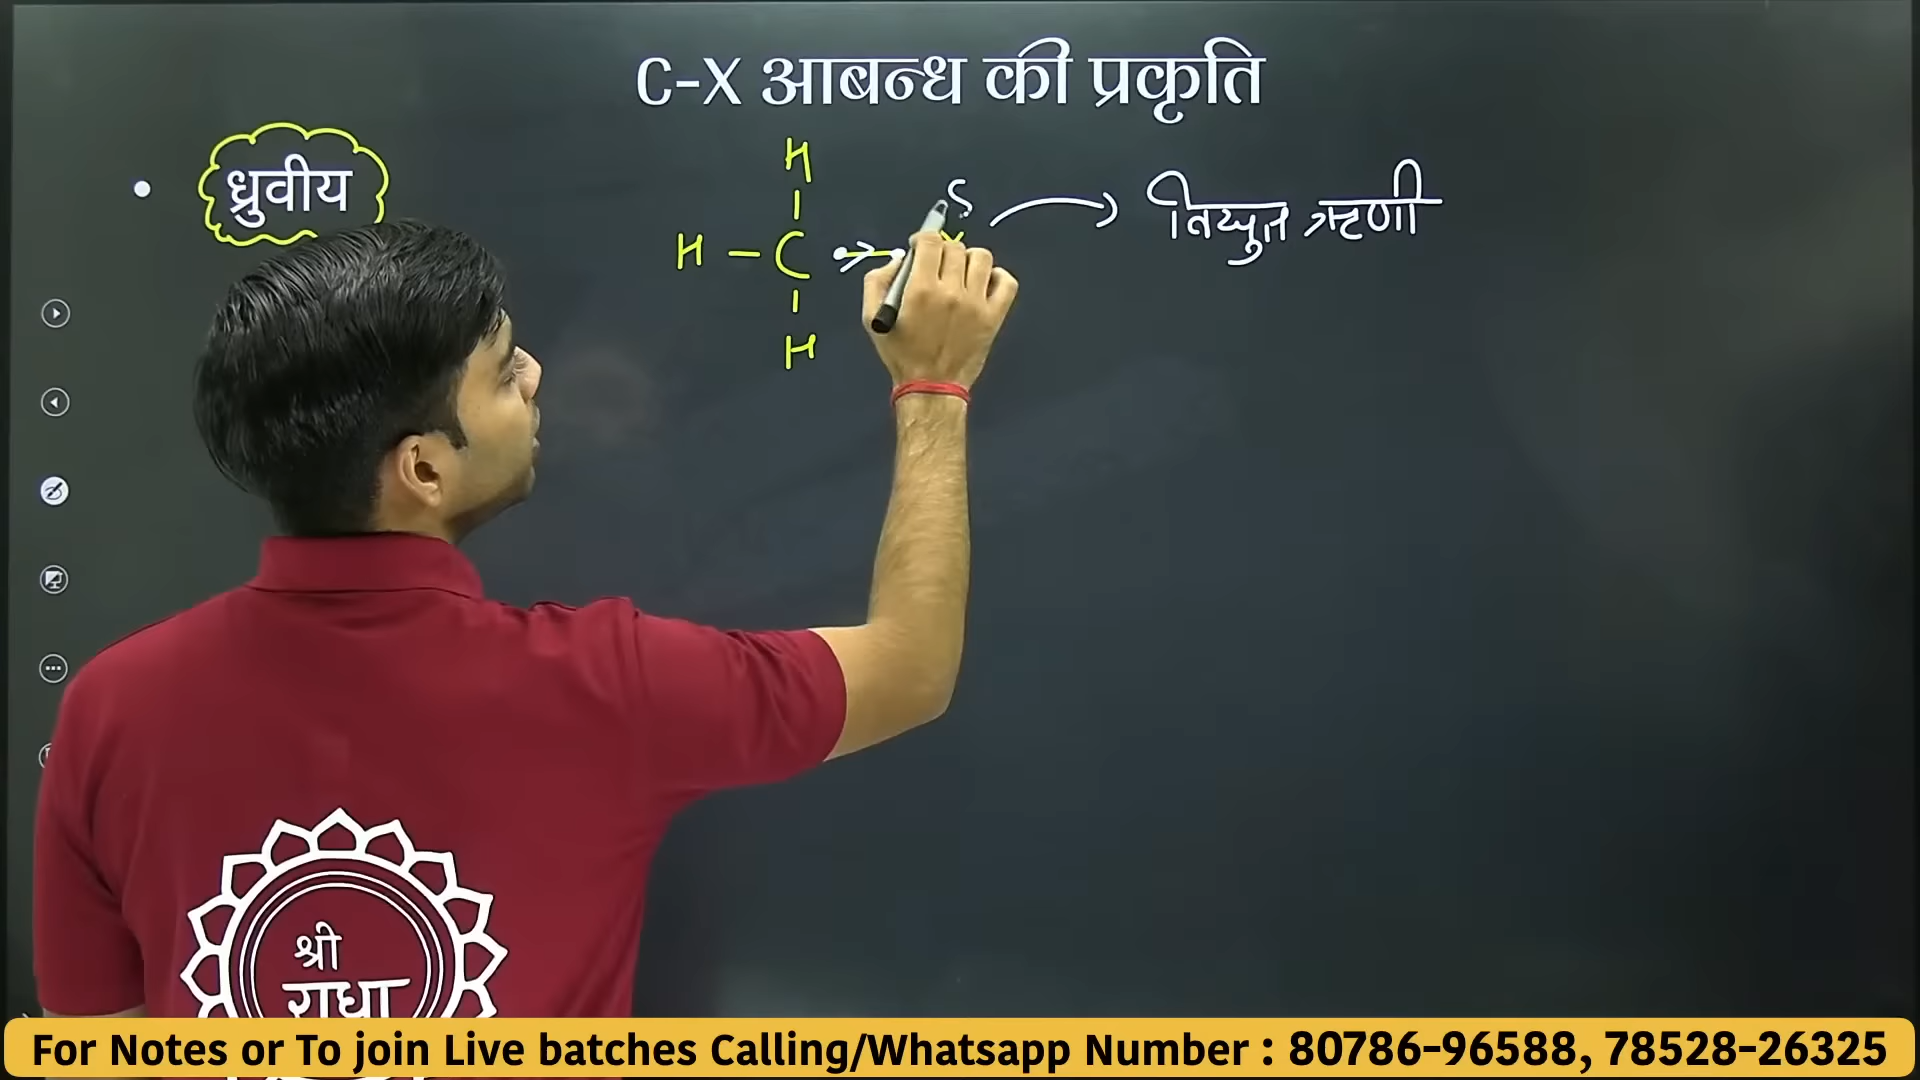 C-X आबन्ध की प्रकृति
• ध्रुवीय
H
H - C
X
H
δ
विद्युत ऋणी
श्री
राधा
For Notes or To join Live batches Calling/Whatsapp Number : 80786-96588, 78528-26325